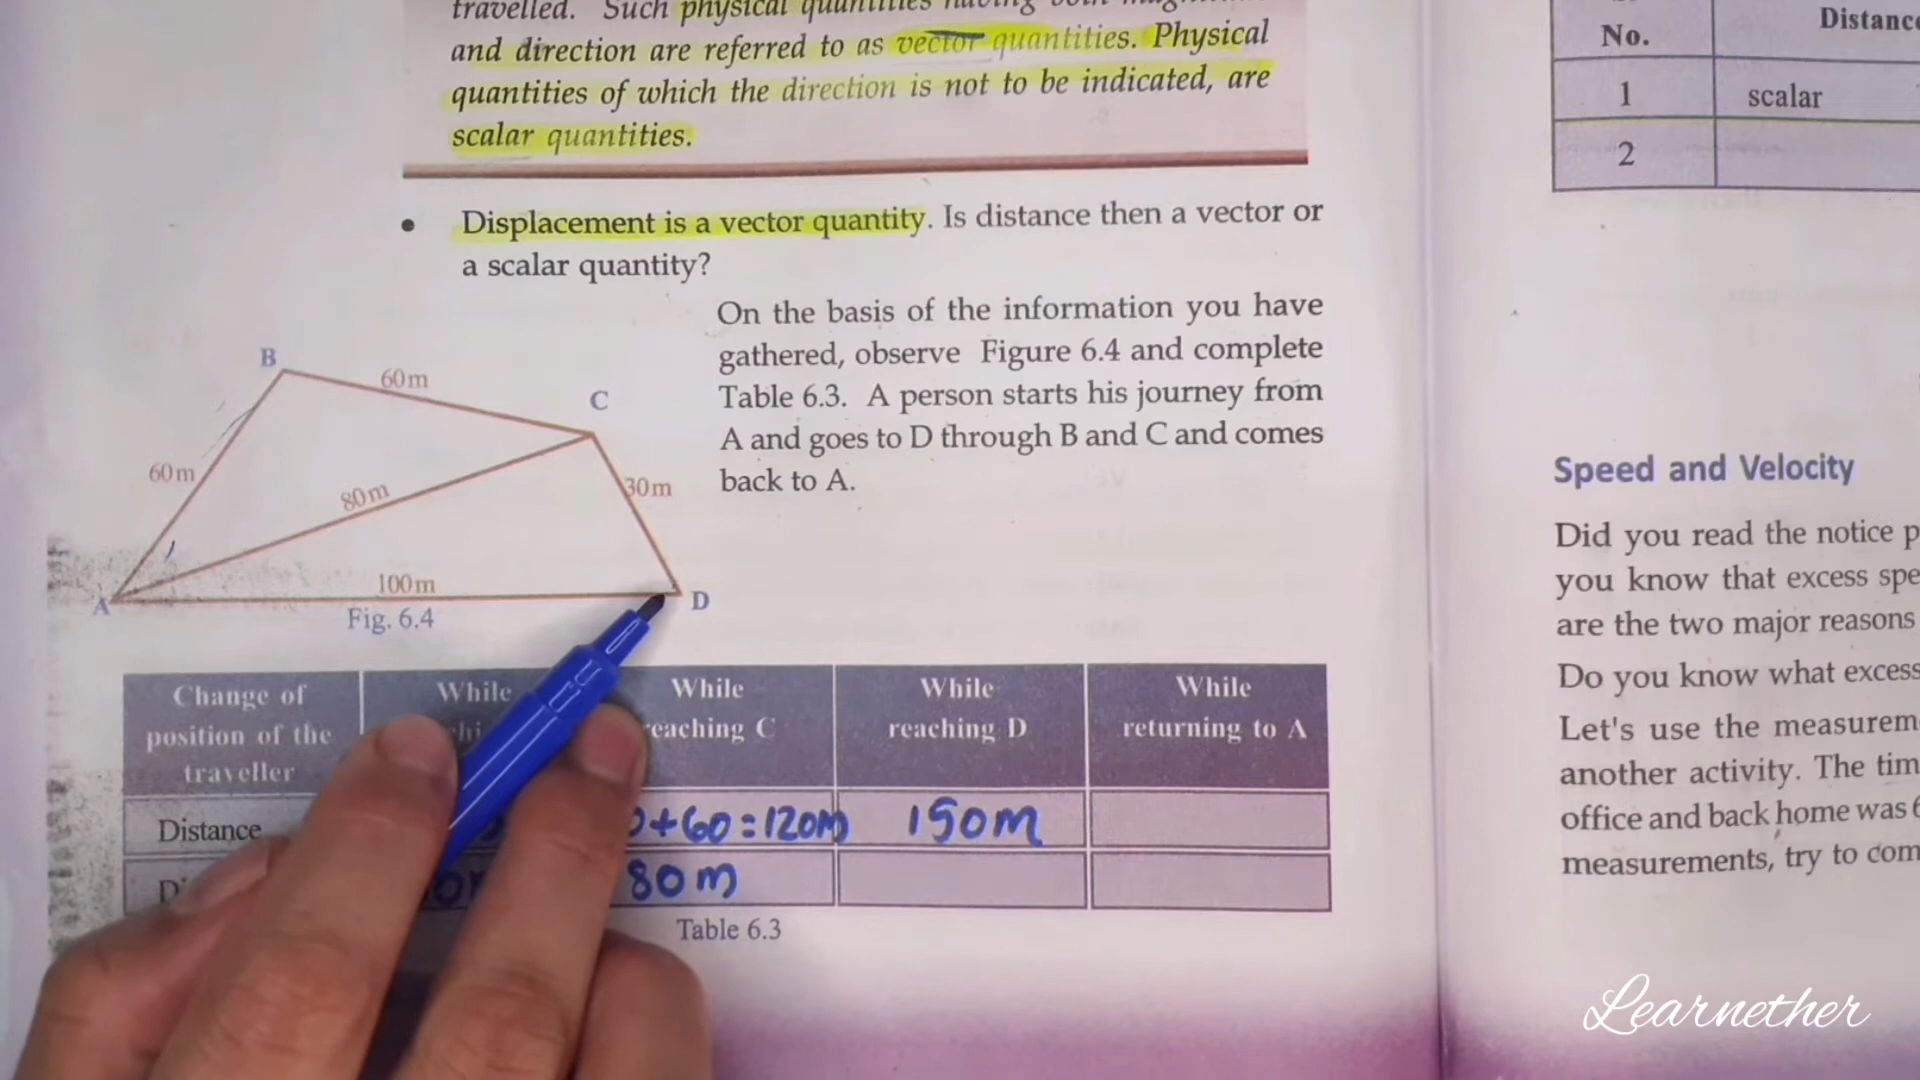 travelled. Such physical quantities having both
and direction are referred to as vector quantities. Physical
quantities of which the direction is not to be indicated, are
scalar quantities.
• Displacement is a vector quantity. Is distance then a vector or
a scalar quantity?
On the basis of the information you have
gathered, observe Figure 6.4 and complete
Table 6.3. A person starts his journey from
A and goes to D through B and C and comes
back to A.
B
60m
C
60m
80m
30m
100m
A
D
Fig. 6.4
Change of position of the traveller
While
While reaching C
While reaching D
While returning to A
Distance
+60=120m
150m
80m
Table 6.3
No.
Distance
1 scalar
2
Speed and Velocity
Did you read the notice
you know that excess
are the two major reasons
Do you know what excess
Let's use the
another activity. The
office and back home was 6
measurements, try to
Learnether